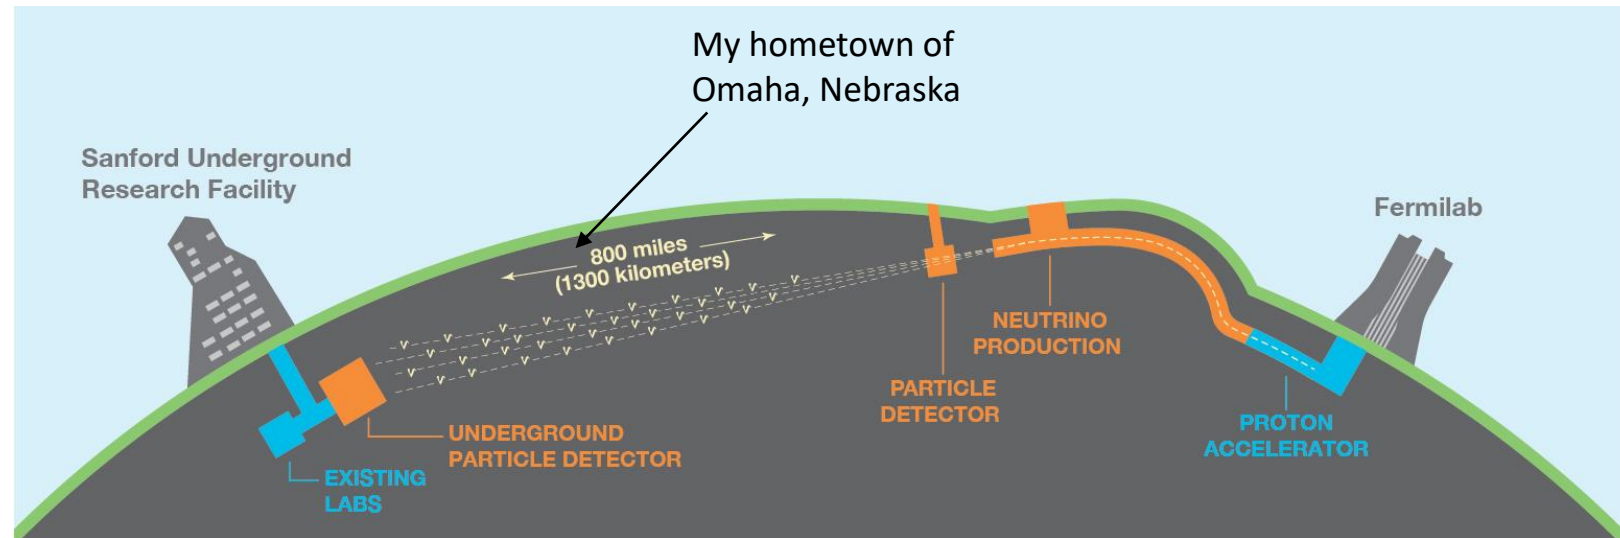 My hometown of
Omaha, Nebraska
Sanford Underground
Research Facility
Fermilab
800 miles
(1300 kilometers)
NEUTRINO
PRODUCTION
PARTICLE
DETECTOR
PROTON
ACCELERATOR
UNDERGROUND
PARTICLE DETECTOR
EXISTING
LABS